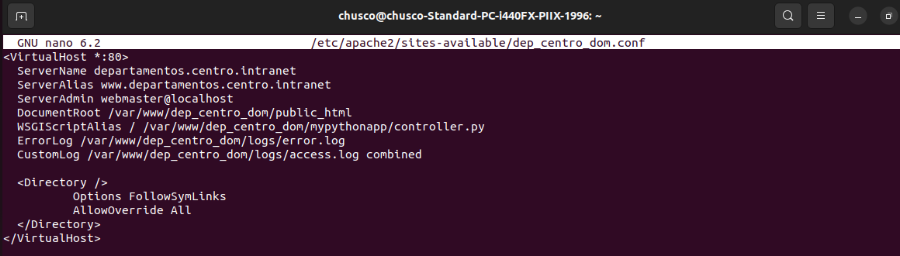 chusco@chusco-Standard-PC-i440FX-PIIX-1996: ~
GNU nano 6.2 /etc/apache2/sites-available/dep_centro_dom.conf
<VirtualHost *:80>
  ServerName departamentos.centro.intranet
  ServerAlias www.departamentos.centro.intranet
  ServerAdmin webmaster@localhost
  DocumentRoot /var/www/dep_centro_dom/public_html
  WSGIScriptAlias / /var/www/dep_centro_dom/mypythonapp/controller.py
  ErrorLog /var/www/dep_centro_dom/logs/error.log
  CustomLog /var/www/dep_centro_dom/logs/access.log combined

  <Directory />
          Options FollowSymLinks
          AllowOverride All
  </Directory>
</VirtualHost>